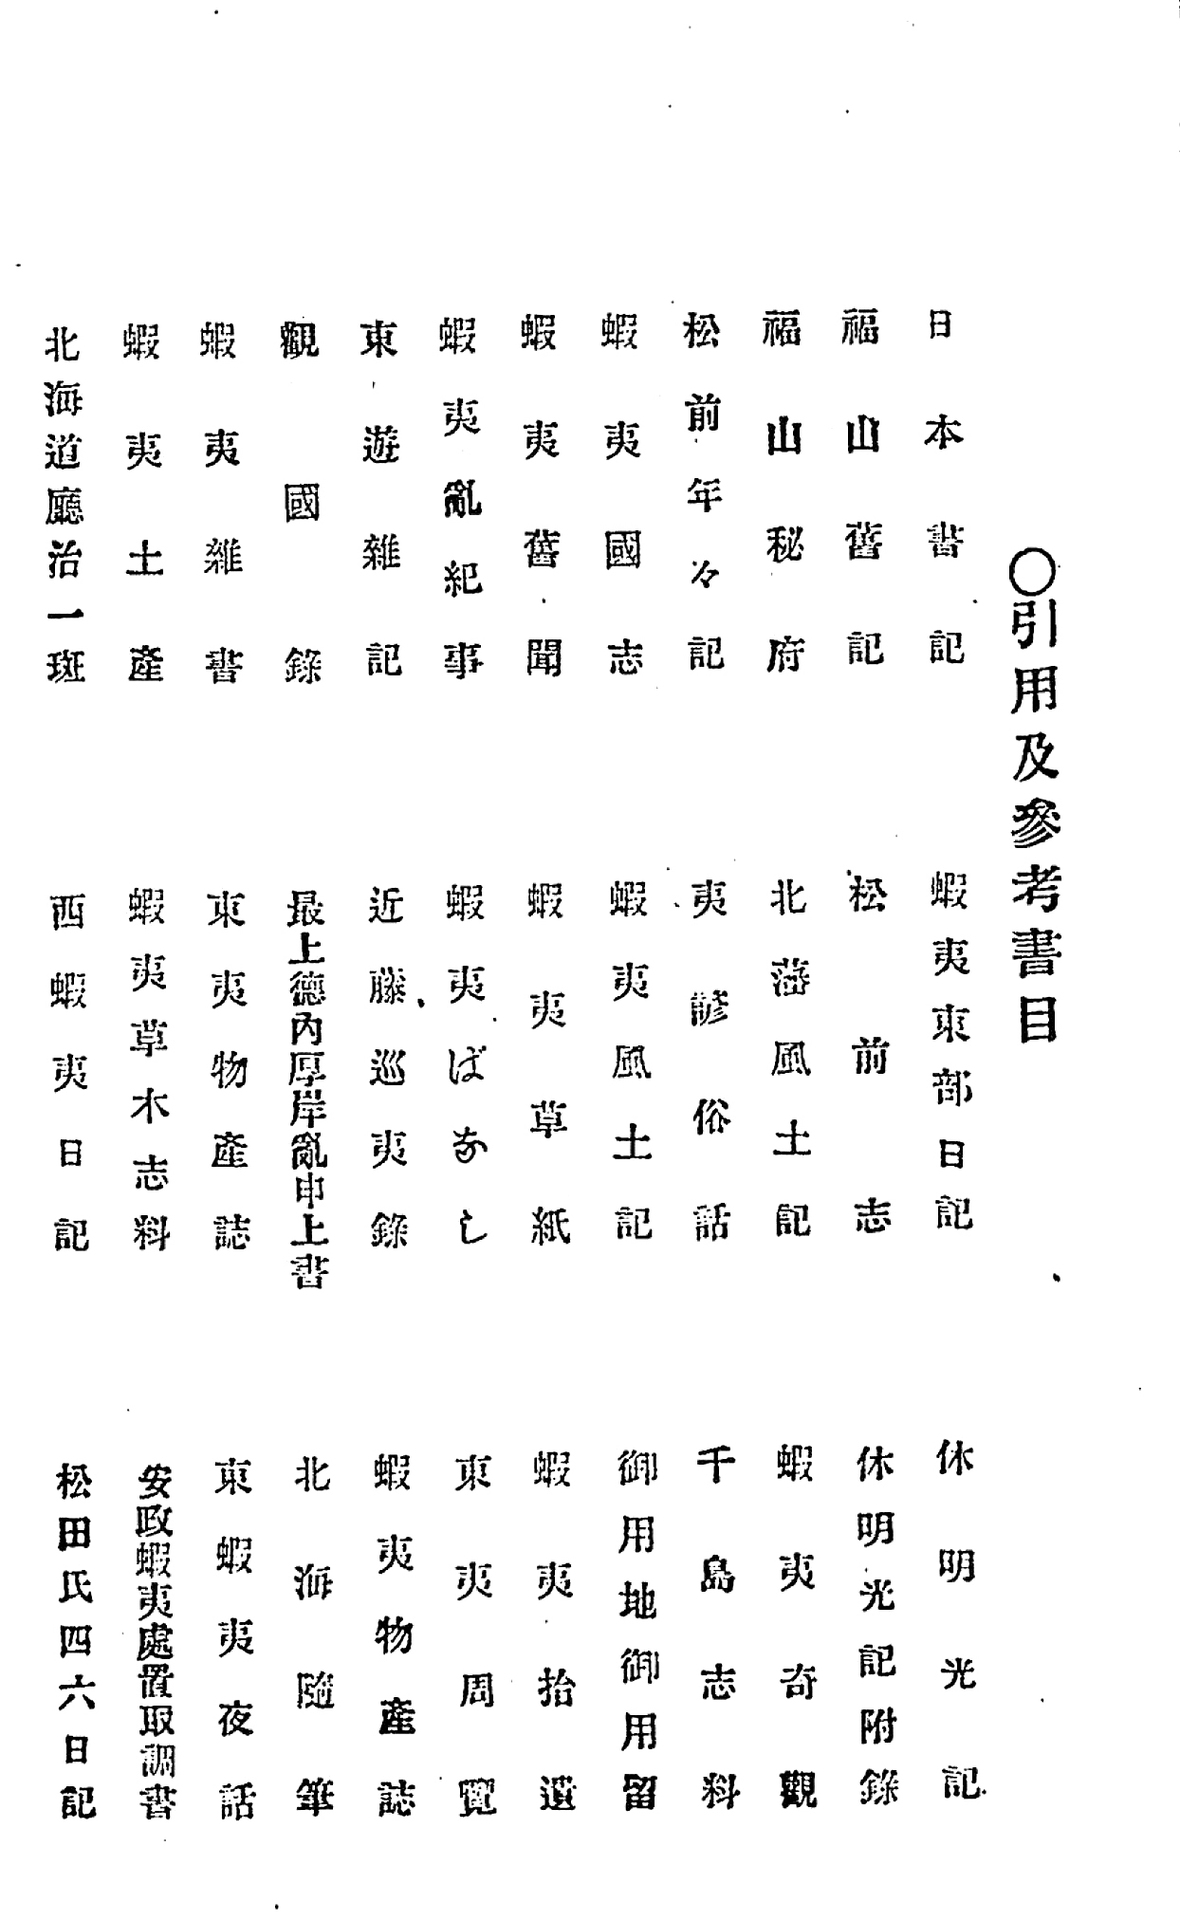 〇引用及參考書目
日本書記
福山舊記
福山秘府
松前年々記
蝦夷國志
蝦夷舊聞
蝦夷亂紀事
東遊雜記
觀國錄
蝦夷雜書
蝦夷土產
北海道廳治一斑
蝦夷東部日記
松前志
北藩風土記
夷諺俗話
蝦夷風土記
蝦夷草紙
蝦夷ばなし
近藤巡夷錄
最上德內厚岸亂申上書
東夷物產誌
蝦夷草木志料
西蝦夷日記
休明光記
休明光記附錄
蝦夷奇觀
千島志料
御用地御用留
蝦夷拾遺
東夷周覽
蝦夷物產誌
北海隨筆
東蝦夷夜話
安政蝦夷處置取調書
松田氏四六日記